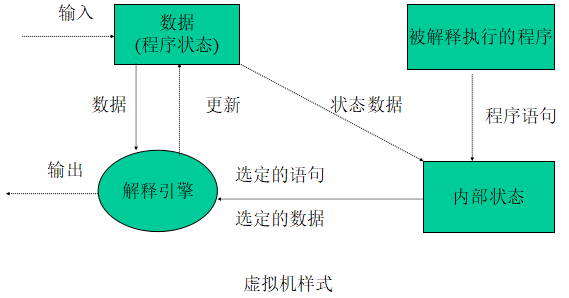 输入
数据
(程序状态)
被解释执行的程序
数据
更新
状态数据
程序语句
输出
解释引擎
选定的语句
选定的数据
内部状态
虚拟机样式